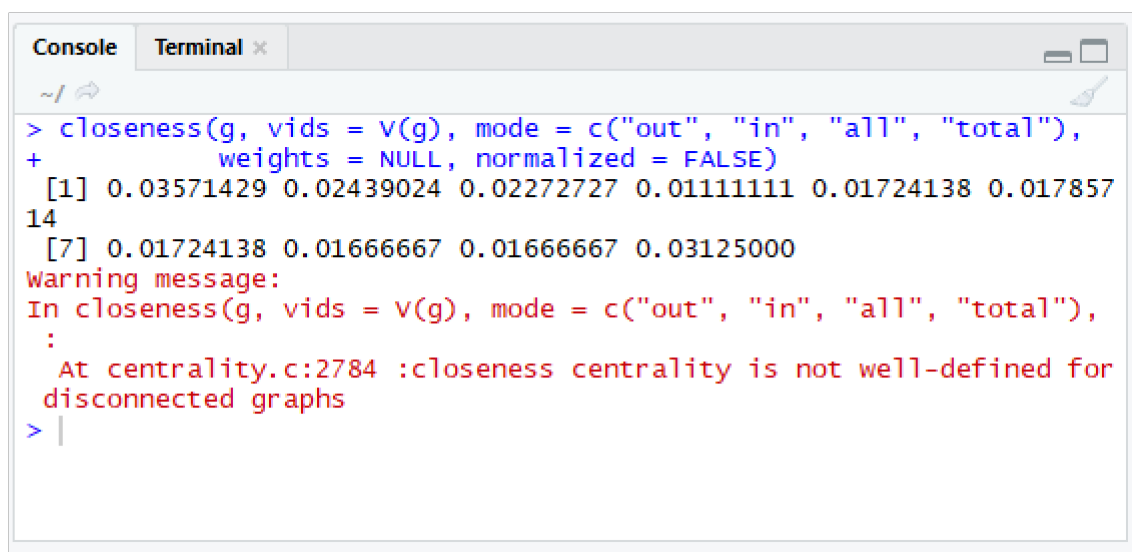 Console Terminal ×
~/
> closeness(g, vids = V(g), mode = c("out", "in", "all", "total"),
+ weights = NULL, normalized = FALSE)
[1] 0.03571429 0.02439024 0.02272727 0.01111111 0.01724138 0.017857
14
[7] 0.01724138 0.01666667 0.01666667 0.03125000
Warning message:
In closeness(g, vids = V(g), mode = c("out", "in", "all", "total"),
:
At centrality.c:2784 :closeness centrality is not well-defined for
disconnected graphs
>